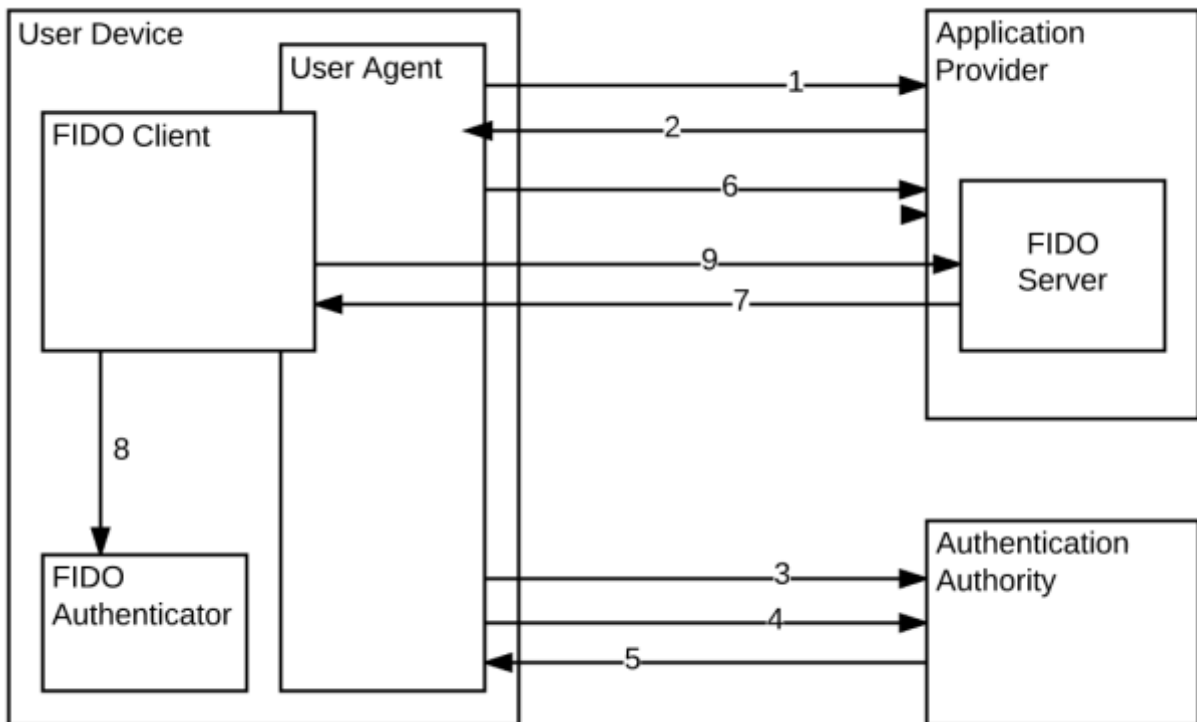 User Device
User Agent
FIDO Client
Application
Provider
1
2
6
9
7
FIDO
Server
8
FIDO
Authenticator
Authentication
Authority
3
4
5